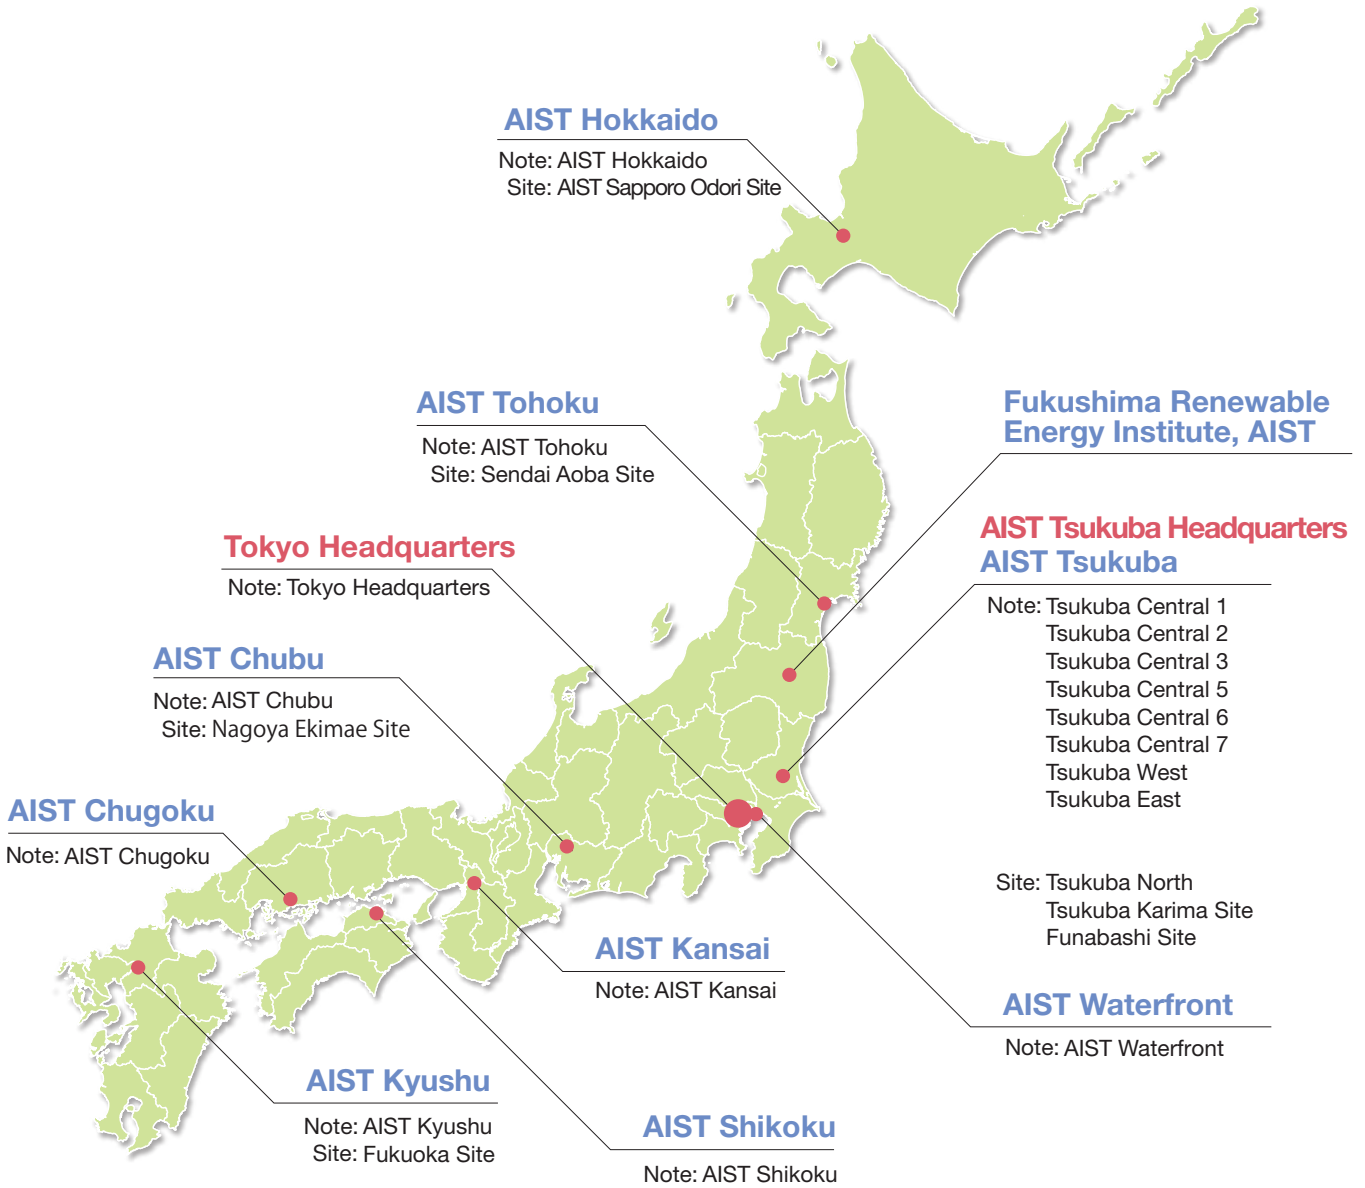 AIST Hokkaido
Note: AIST Hokkaido
Site: AIST Sapporo Odori Site
AIST Tohoku
Note: AIST Tohoku
Site: Sendai Aoba Site
Fukushima Renewable
Energy Institute, AIST
Tokyo Headquarters
Note: Tokyo Headquarters
AIST Tsukuba Headquarters
AIST Tsukuba
Note: Tsukuba Central 1
Tsukuba Central 2
Tsukuba Central 3
Tsukuba Central 5
Tsukuba Central 6
Tsukuba Central 7
Tsukuba West
Tsukuba East
Site: Tsukuba North
Tsukuba Karima Site
Funabashi Site
AIST Chubu
Note: AIST Chubu
Site: Nagoya Ekimae Site
AIST Chugoku
Note: AIST Chugoku
AIST Kansai
Note: AIST Kansai
AIST Waterfront
Note: AIST Waterfront
AIST Kyushu
Note: AIST Kyushu
Site: Fukuoka Site
AIST Shikoku
Note: AIST Shikoku